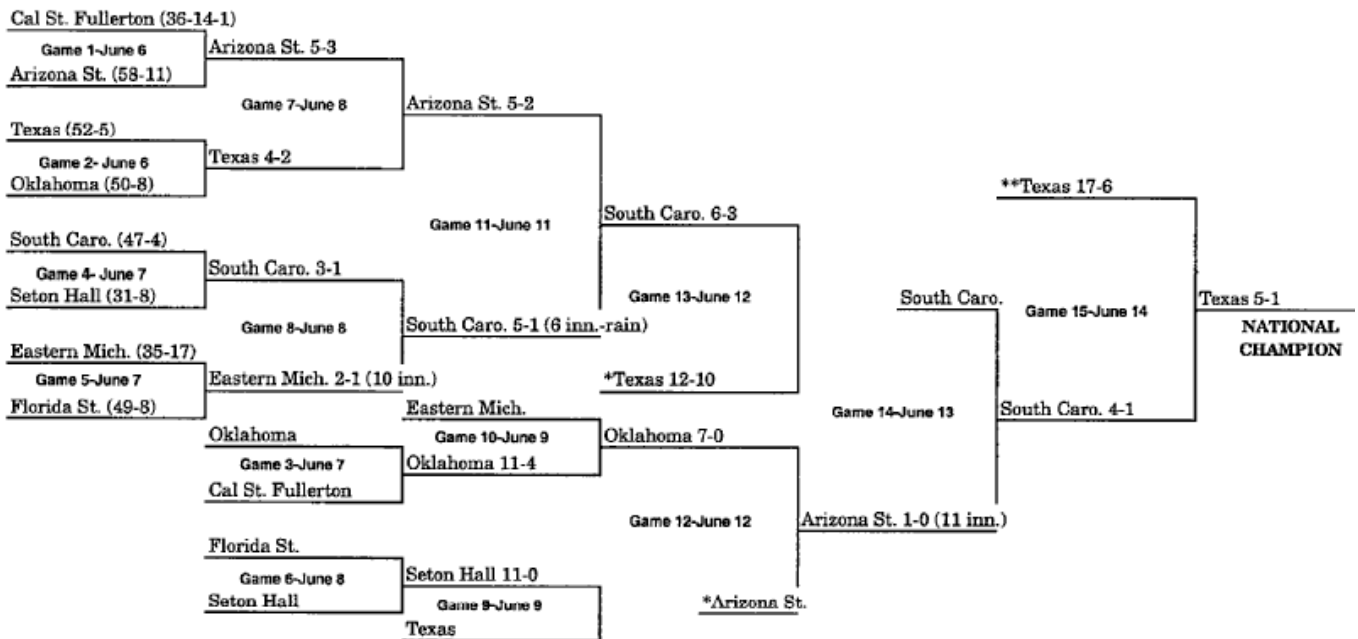 Cal St. Fullerton (36-14-1)
Game 1-June 6
Arizona St. 5-3
Arizona St. (58-11)
Game 7-June 8
Arizona St. 5-2
Texas (52-5)
Game 2- June 6
Texas 4-2
Oklahoma (50-8)
**Texas 17-6
Game 11-June 11
South Caro. 6-3
South Caro. (47-4)
Game 4- June 7
South Caro. 3-1
Seton Hall (31-8)
Game 13-June 12
South Caro.
Game 15-June 14
Texas 5-1
NATIONAL
CHAMPION
Game 8-June 8
South Caro. 5-1 (6 inn.-rain)
Eastern Mich. (35-17)
Game 5-June 7
Eastern Mich. 2-1 (10 inn.)
*Texas 12-10
Florida St. (49-8)
Eastern Mich.
Game 14-June 13
South Caro. 4-1
Oklahoma
Game 10-June 9
Oklahoma 7-0
Game 3-June 7
Oklahoma 11-4
Cal St. Fullerton
Game 12-June 12
Arizona St. 1-0 (11 inn.)
Florida St.
Game 6-June 8
Seton Hall 11-0
Seton Hall
Game 9-June 9
*Arizona St.
Texas